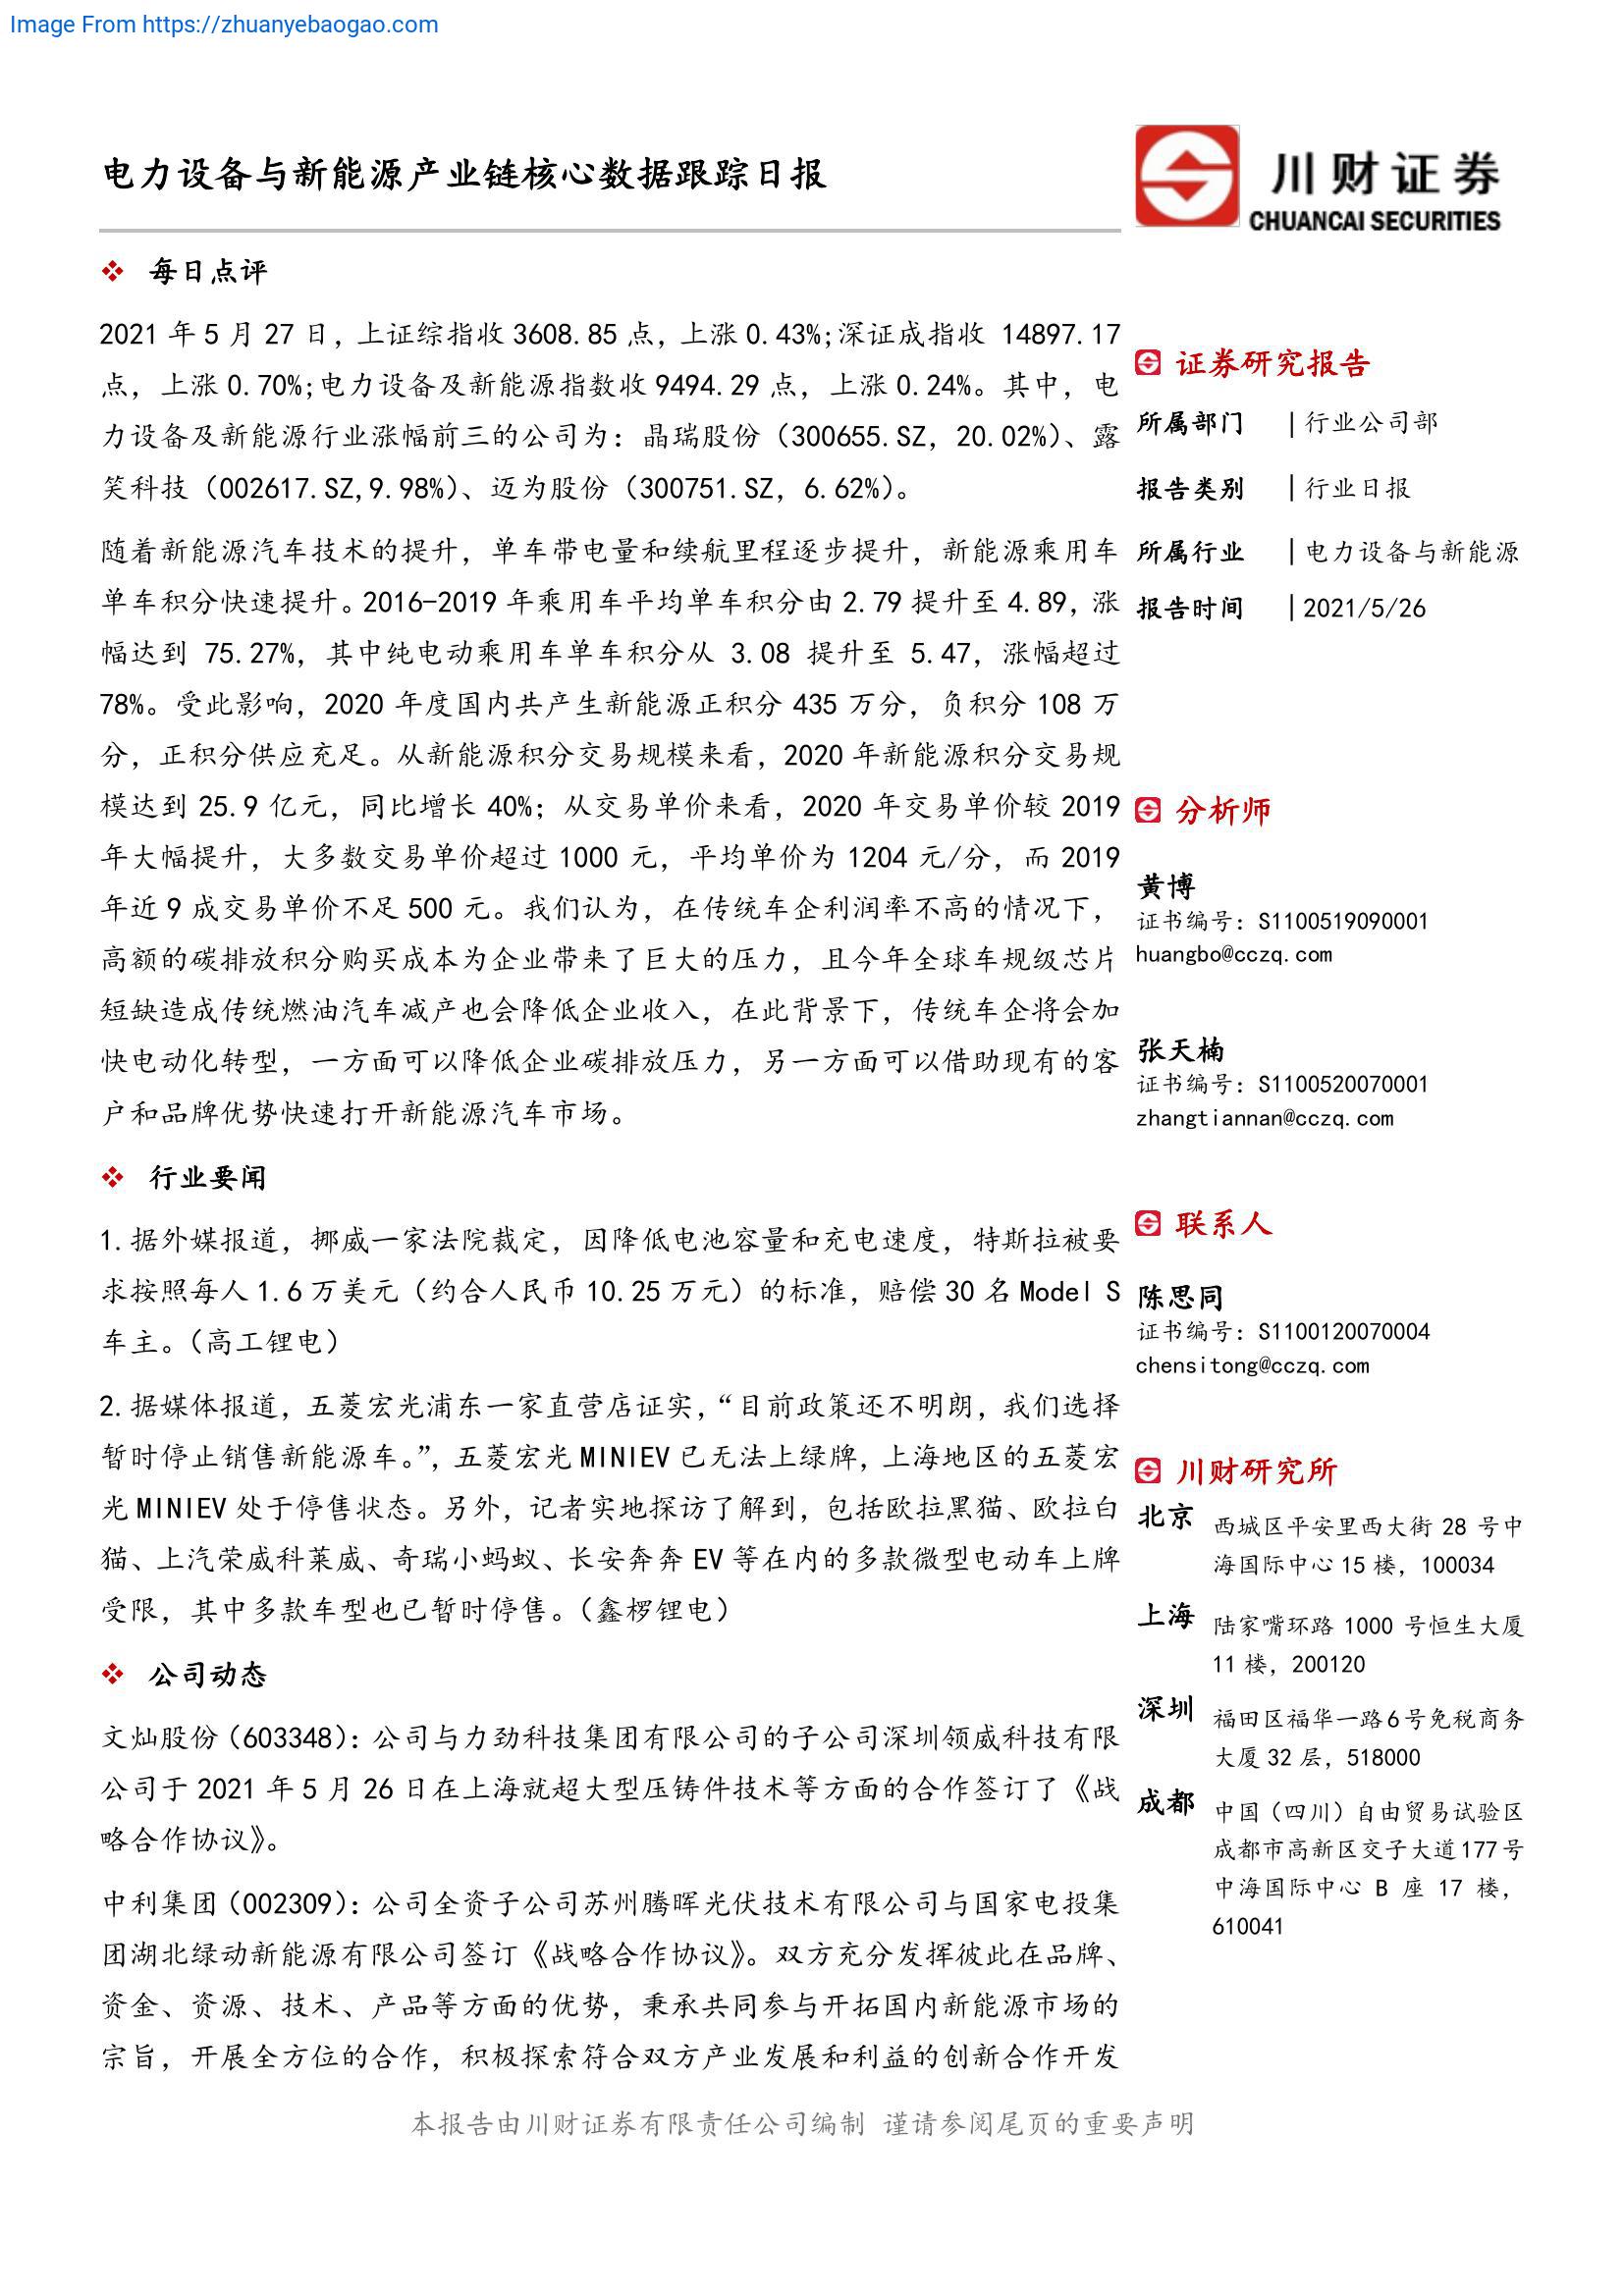 Image From https://zhuanyebaogao.com
电力设备与新能源产业链核心数据跟踪日报
川财证券
CHUANCAI SECURITIES
每日点评
2021 年 5 月 27 日，上证综指收 3608.85 点，上涨 0.43%;深证成指收 14897.17
点，上涨 0.70%;电力设备及新能源指数收 9494.29 点，上涨 0.24%。其中，电
力设备及新能源行业涨幅前三的公司为：晶瑞股份（300655.SZ，20.02%）、露
笑科技（002617.SZ,9.98%）、迈为股份（300751.SZ，6.62%）。
随着新能源汽车技术的提升，单车带电量和续航里程逐步提升，新能源乘用车
单车积分快速提升。2016-2019 年乘用车平均单车积分由 2.79 提升至 4.89，涨
幅达到 75.27%，其中纯电动乘用车单车积分从 3.08 提升至 5.47，涨幅超过
78%。受此影响，2020 年度国内共产生新能源正积分 435 万分，负积分 108 万
分，正积分供应充足。从新能源积分交易规模来看，2020 年新能源积分交易规
模达到 25.9 亿元，同比增长 40%；从交易单价来看，2020 年交易单价较 2019
年大幅提升，大多数交易单价超过 1000 元，平均单价为 1204 元/分，而 2019
年近 9 成交易单价不足 500 元。我们认为，在传统车企利润率不高的情况下，
高额的碳排放积分购买成本为企业带来了巨大的压力，且今年全球车规级芯片
短缺造成传统燃油汽车减产也会降低企业收入，在此背景下，传统车企将会加
快电动化转型，一方面可以降低企业碳排放压力，另一方面可以借助现有的客
户和品牌优势快速打开新能源汽车市场。
行业要闻
1.据外媒报道，挪威一家法院裁定，因降低电池容量和充电速度，特斯拉被要
求按照每人 1.6 万美元（约合人民币 10.25 万元）的标准，赔偿 30 名 Model S
车主。（高工锂电）
2.据媒体报道，五菱宏光浦东一家直营店证实，“目前政策还不明朗，我们选择
暂时停止销售新能源车。”，五菱宏光 MINIEV 已无法上绿牌，上海地区的五菱宏
光 MINIEV 处于停售状态。另外，记者实地探访了解到，包括欧拉黑猫、欧拉白
猫、上汽荣威科莱威、奇瑞小蚂蚁、长安奔奔 EV 等在内的多款微型电动车上牌
受限，其中多款车型也已暂时停售。（鑫椤锂电）
公司动态
文灿股份（603348）：公司与力劲科技集团有限公司的子公司深圳领威科技有限
公司于 2021 年 5 月 26 日在上海就超大型压铸件技术等方面的合作签订了《战
略合作协议》。
中利集团（002309）：公司全资子公司苏州腾晖光伏技术有限公司与国家电投集
团湖北绿动新能源有限公司签订《战略合作协议》。双方充分发挥彼此在品牌、
资金、资源、技术、产品等方面的优势，秉承共同参与开拓国内新能源市场的
宗旨，开展全方位的合作，积极探索符合双方产业发展和利益的创新合作开发
证券研究报告
所属部门 | 行业公司部
报告类别 | 行业日报
所属行业 | 电力设备与新能源
报告时间 | 2021/5/26
分析师
黄博
证书编号：S1100519090001
huangbo@cczq.com
张天楠
证书编号：S1100520070001
zhangtiannan@cczq.com
联系人
陈思同
证书编号：S1100120070004
chensitong@cczq.com
川财研究所
北京 西城区平安里西大街 28 号中
海国际中心 15 楼，100034
上海 陆家嘴环路 1000 号恒生大厦
11 楼，200120
深圳 福田区福华一路 6 号免税商务
大厦 32 层，518000
成都 中国（四川）自由贸易试验区
成都市高新区交子大道 177 号
中海国际中心 B 座 17 楼，
610041
本报告由川财证券有限责任公司编制 谨请参阅尾页的重要声明